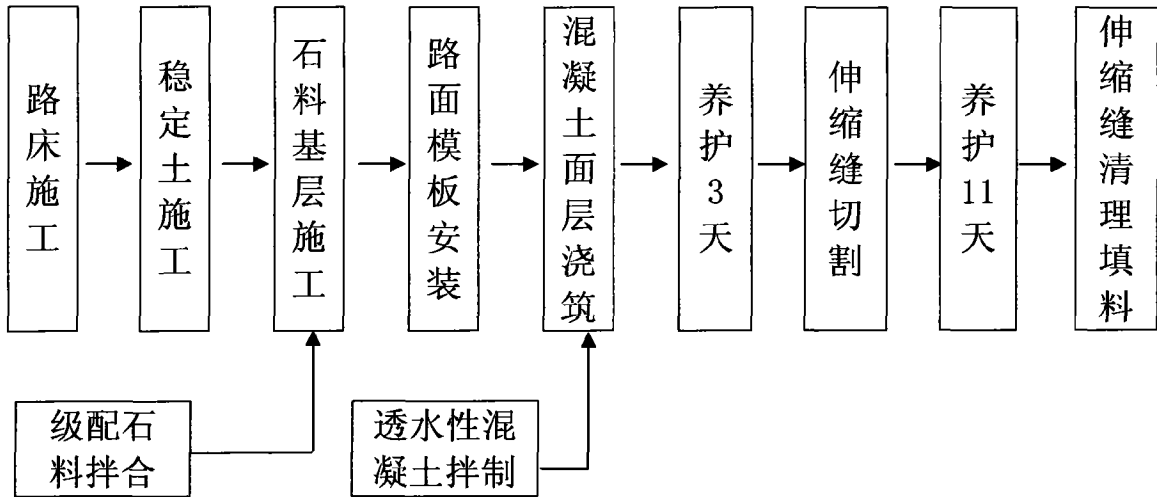 路床施工
稳定土施工
石料基层施工
路面模板安装
混凝土面层浇筑
养护3天
伸缩缝切割
养护11天
伸缩缝清理填料
级配石
料拌合
透水性混
凝土拌制